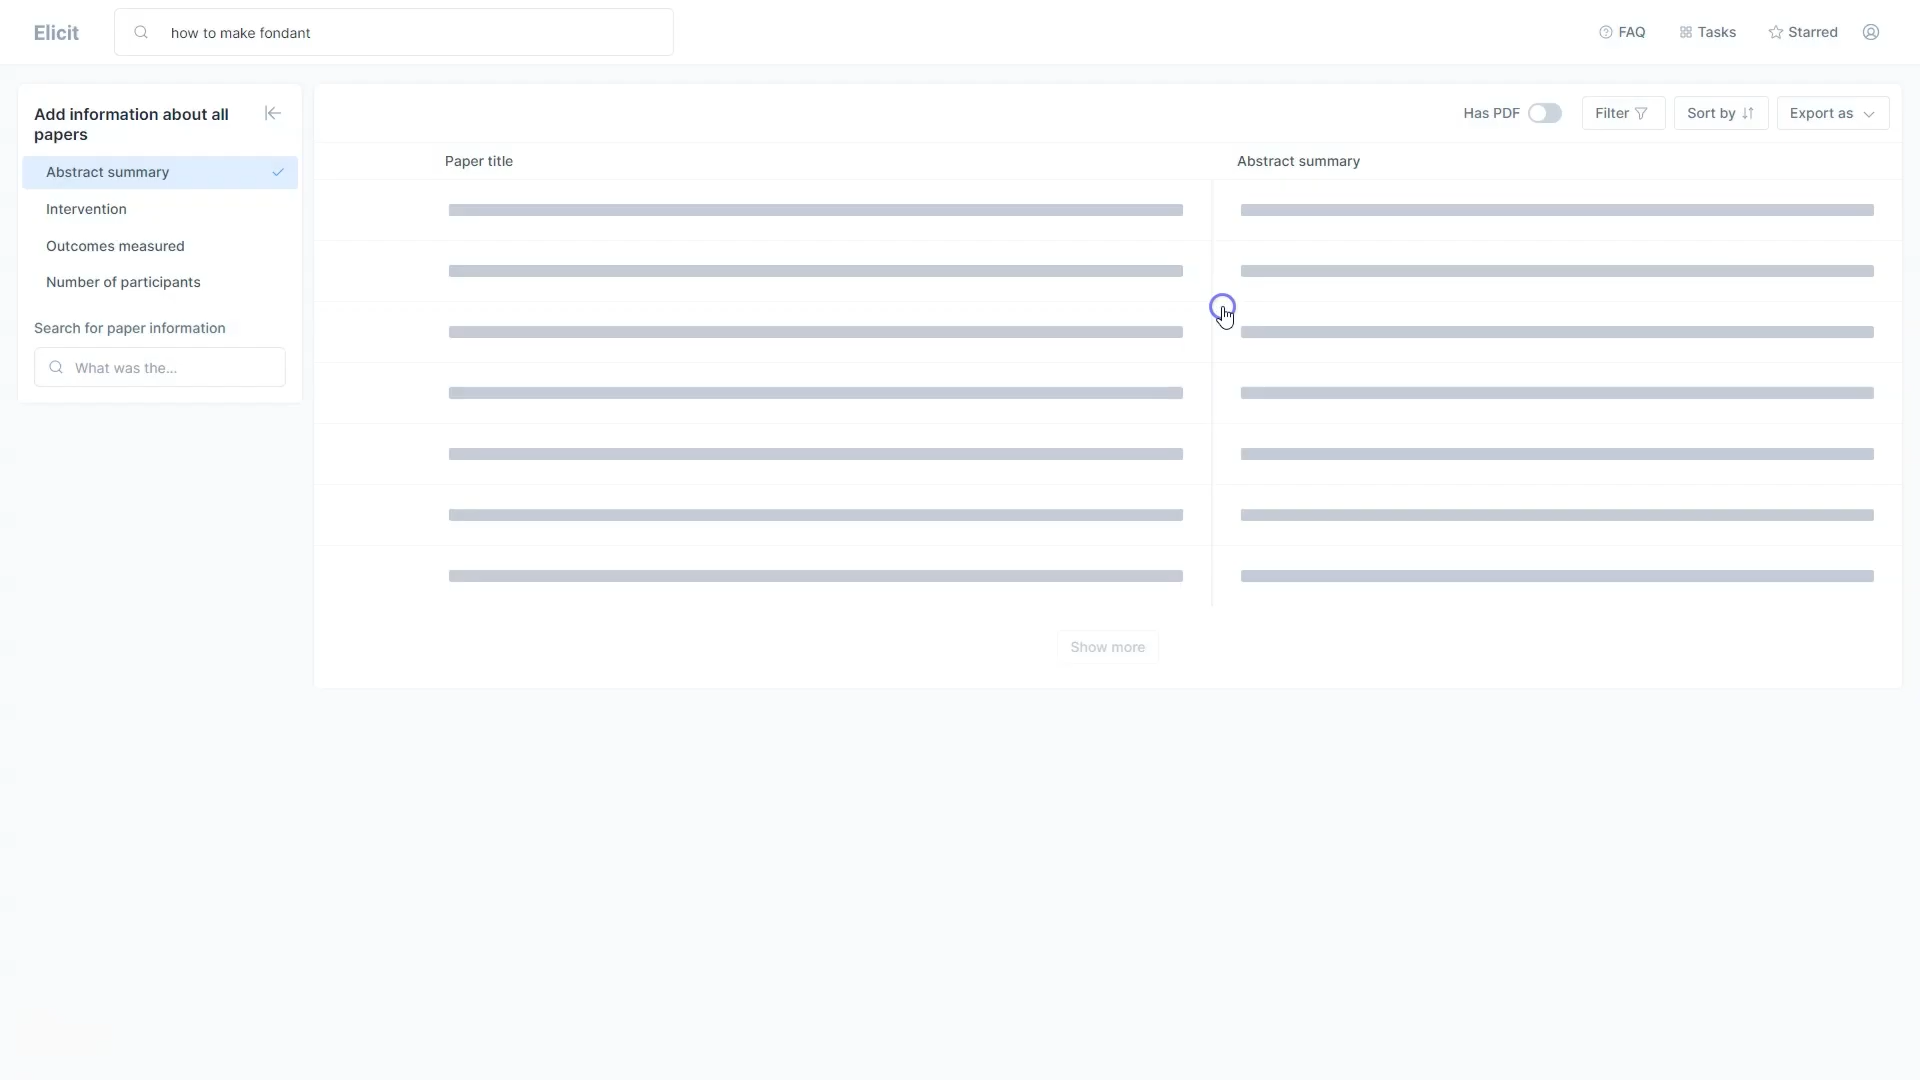 Elicit
how to make fondant
FAQ
Tasks
Starred
Add information about all
papers
Abstract summary
Intervention
Outcomes measured
Number of participants
Search for paper information
What was the...
Has PDF
Filter
Sort by
Export as
Paper title
Abstract summary
Show more